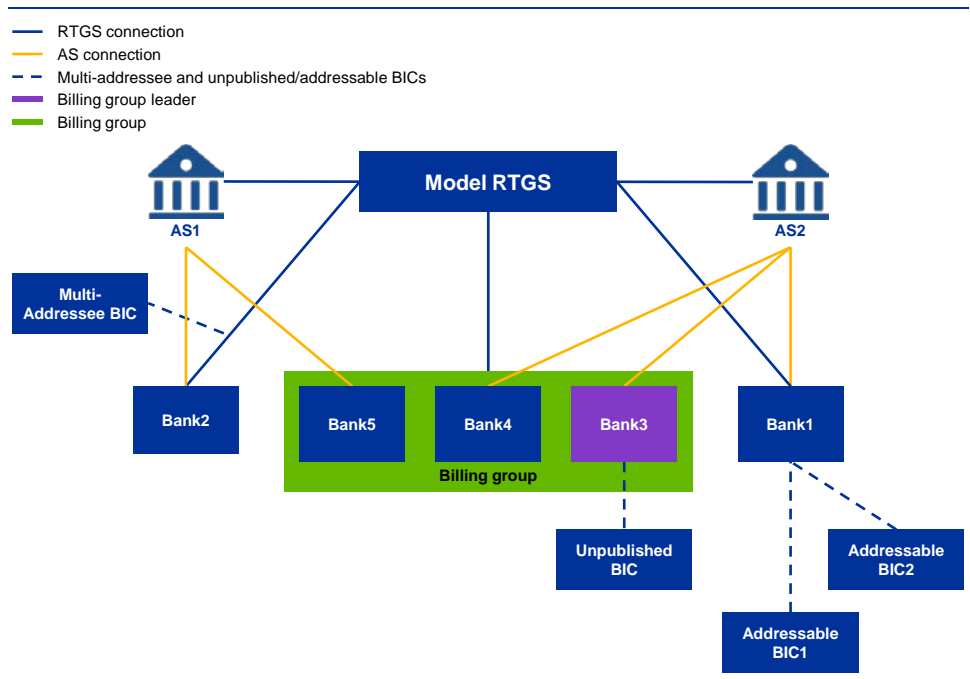 RTGS connection
AS connection
Multi-addressee and unpublished/addressable BICs
Billing group leader
Billing group
Model RTGS
AS1
AS2
Multi-
Addressee BIC
Bank2
Bank5
Bank4
Bank3
Bank1
Billing group
Unpublished
BIC
Addressable
BIC2
Addressable
BIC1